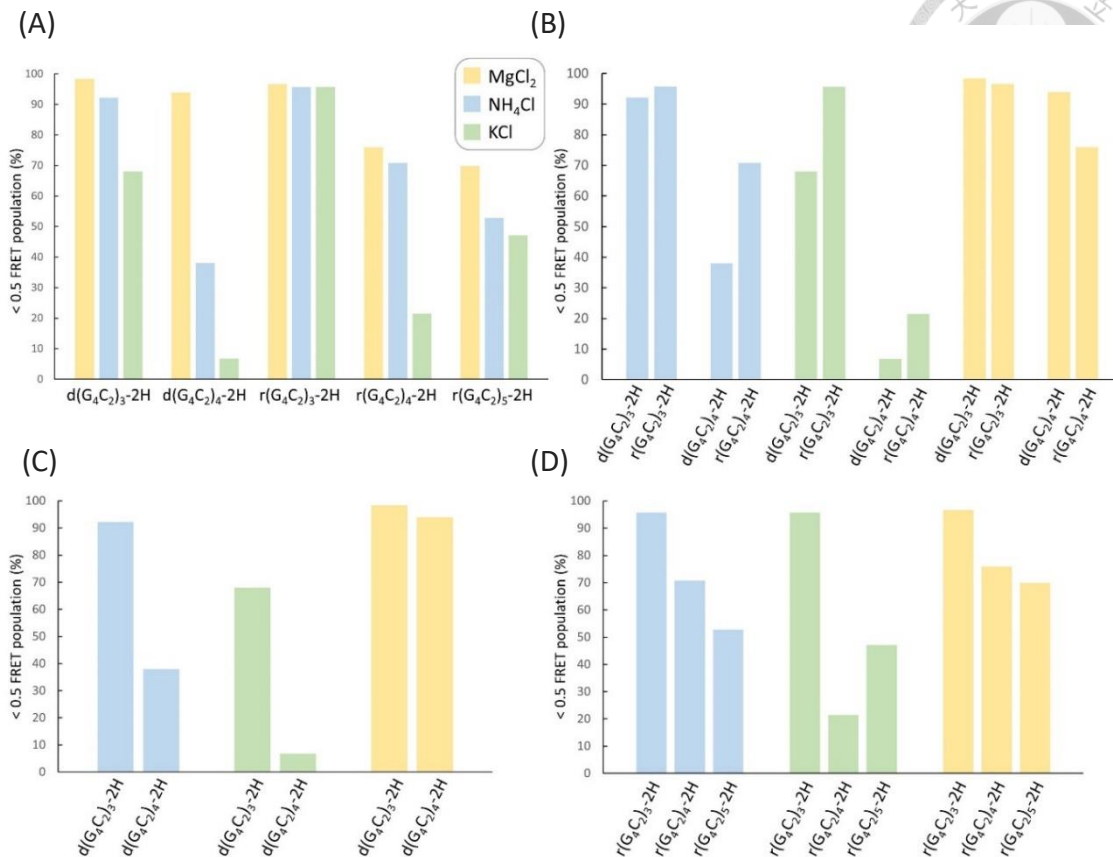 (A)
(B)
MgCl₂
NH₄Cl
KCl
< 0.5 FRET population (%)
100
90
80
70
60
50
40
30
20
10
0
d(G₄C₂)₃-2H d(G₄C₂)₄-2H r(G₄C₂)₃-2H r(G₄C₂)₄-2H r(G₄C₂)₅-2H
< 0.5 FRET population (%)
100
90
80
70
60
50
40
30
20
10
0
d(G₄C₂)₃-2H
r(G₄C₂)₃-2H
d(G₄C₂)₄-2H
r(G₄C₂)₄-2H
d(G₄C₂)₃-2H
r(G₄C₂)₃-2H
d(G₄C₂)₄-2H
r(G₄C₂)₄-2H
d(G₄C₂)₃-2H
r(G₄C₂)₃-2H
d(G₄C₂)₄-2H
r(G₄C₂)₄-2H
(C)
(D)
< 0.5 FRET population (%)
100
90
80
70
60
50
40
30
20
10
0
d(G₄C₂)₃-2H
d(G₄C₂)₄-2H
d(G₄C₂)₃-2H
d(G₄C₂)₄-2H
d(G₄C₂)₃-2H
d(G₄C₂)₄-2H
< 0.5 FRET population (%)
100
90
80
70
60
50
40
30
20
10
0
r(G₄C₂)₃-2H
r(G₄C₂)₄-2H
r(G₄C₂)₅-2H
r(G₄C₂)₃-2H
r(G₄C₂)₄-2H
r(G₄C₂)₅-2H
r(G₄C₂)₃-2H
r(G₄C₂)₄-2H
r(G₄C₂)₅-2H